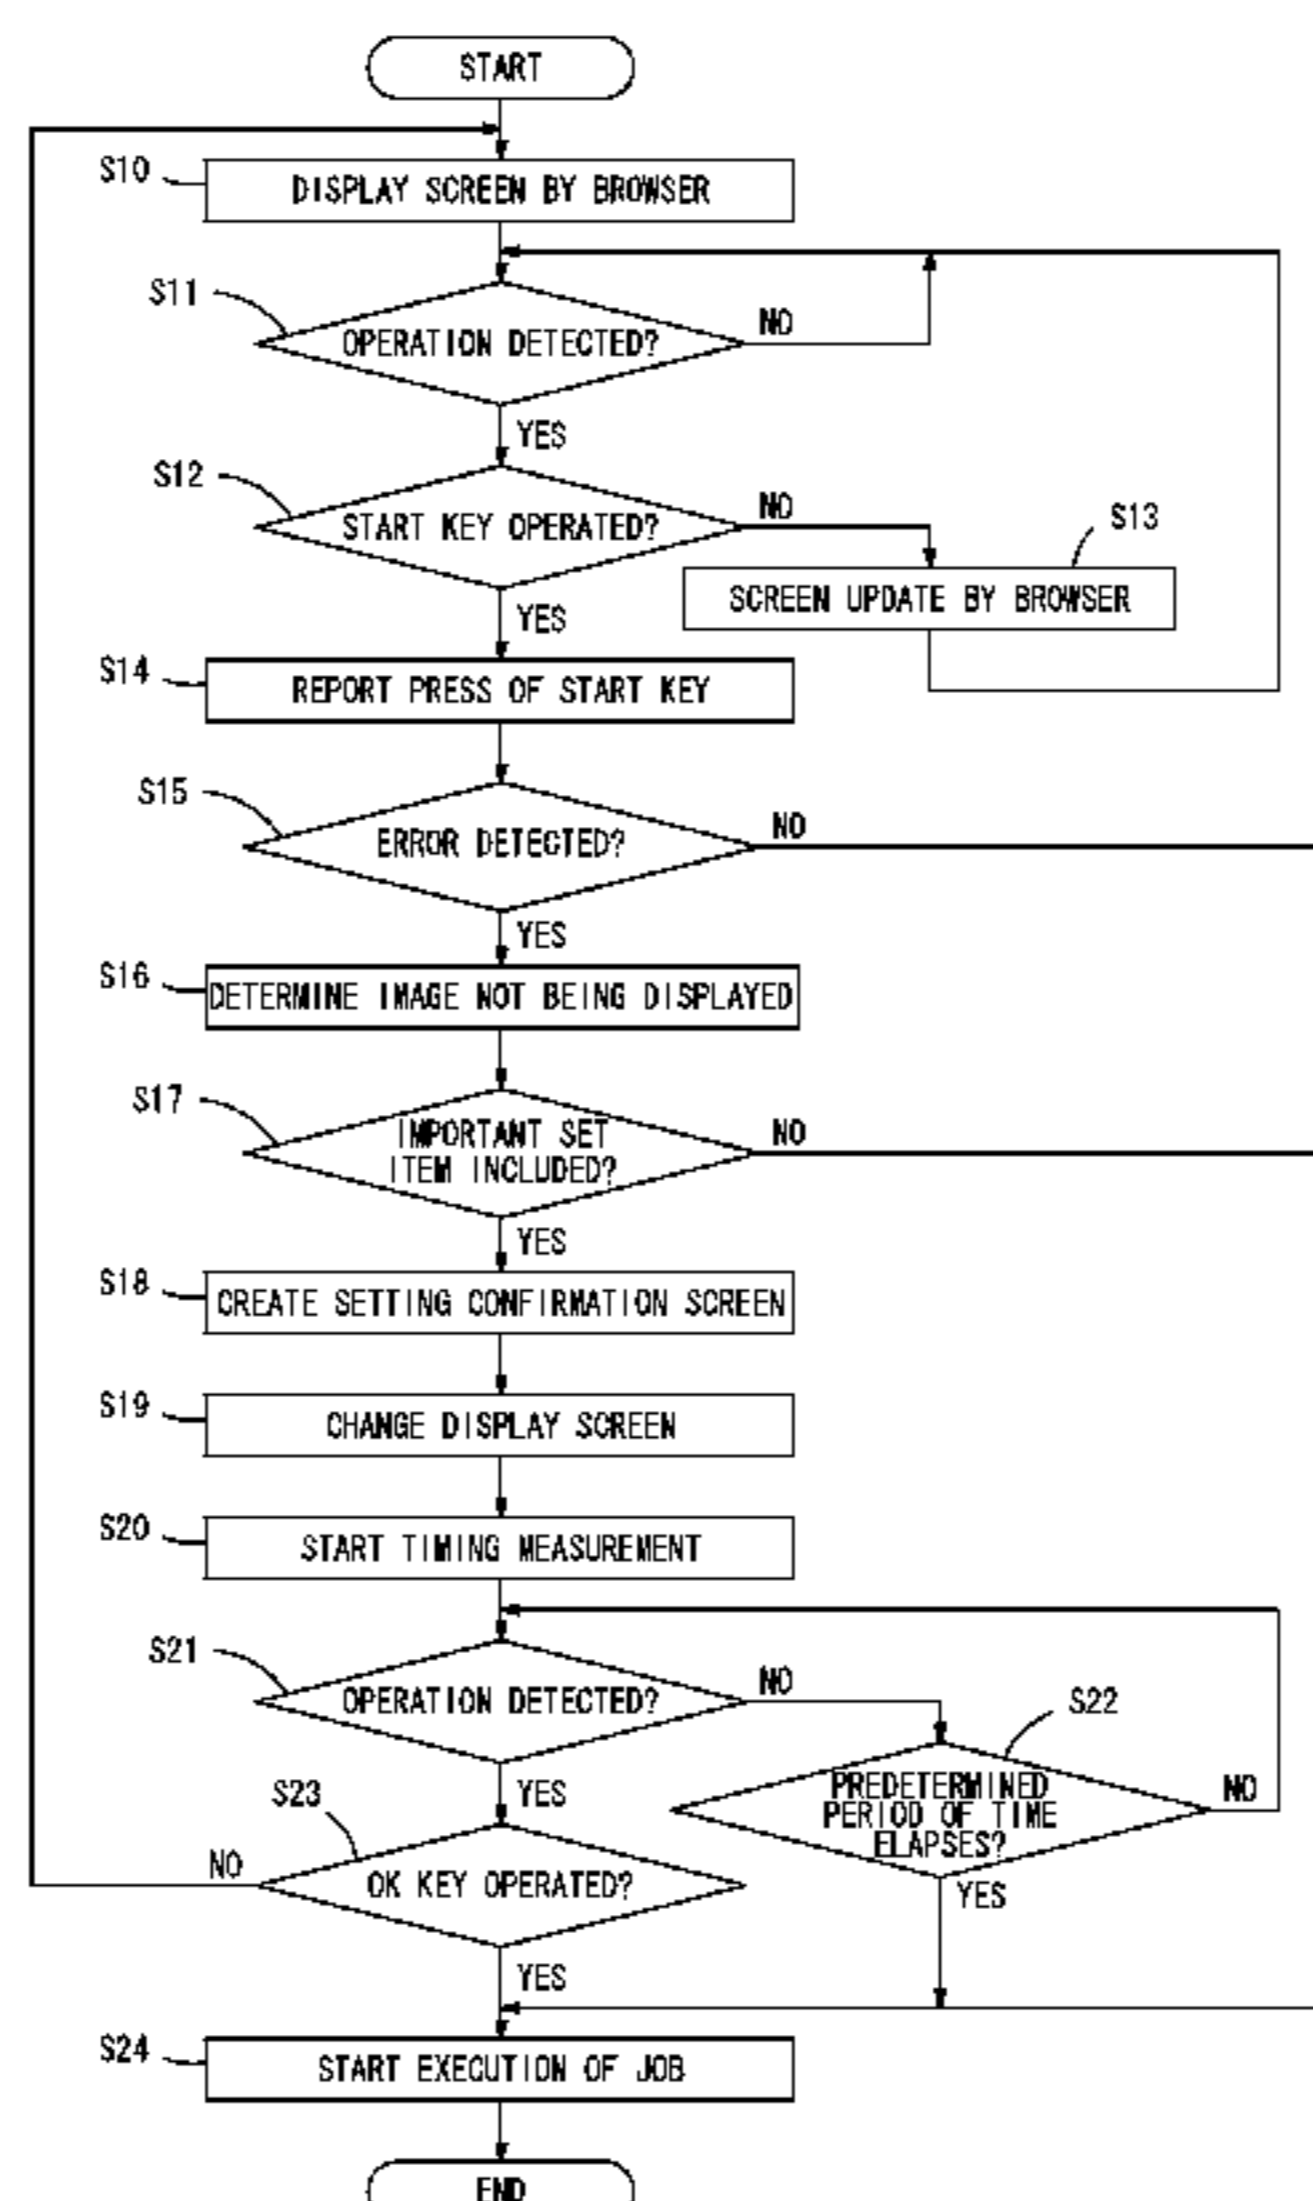 START
S10
DISPLAY SCREEN BY BROWSER
S11
OPERATION DETECTED?
NO
YES
S12
START KEY OPERATED?
NO
S13
SCREEN UPDATE BY BROWSER
YES
S14
REPORT PRESS OF START KEY
S15
ERROR DETECTED?
NO
YES
S16
DETERMINE IMAGE NOT BEING DISPLAYED
S17
IMPORTANT SET
ITEM INCLUDED?
NO
YES
S18
CREATE SETTING CONFIRMATION SCREEN
S19
CHANGE DISPLAY SCREEN
S20
START TIMING MEASUREMENT
S21
OPERATION DETECTED?
NO
S22
PREDETERMINED
PERIOD OF TIME
ELAPSES?
NO
YES
YES
S23
OK KEY OPERATED?
NO
YES
S24
START EXECUTION OF JOB
END